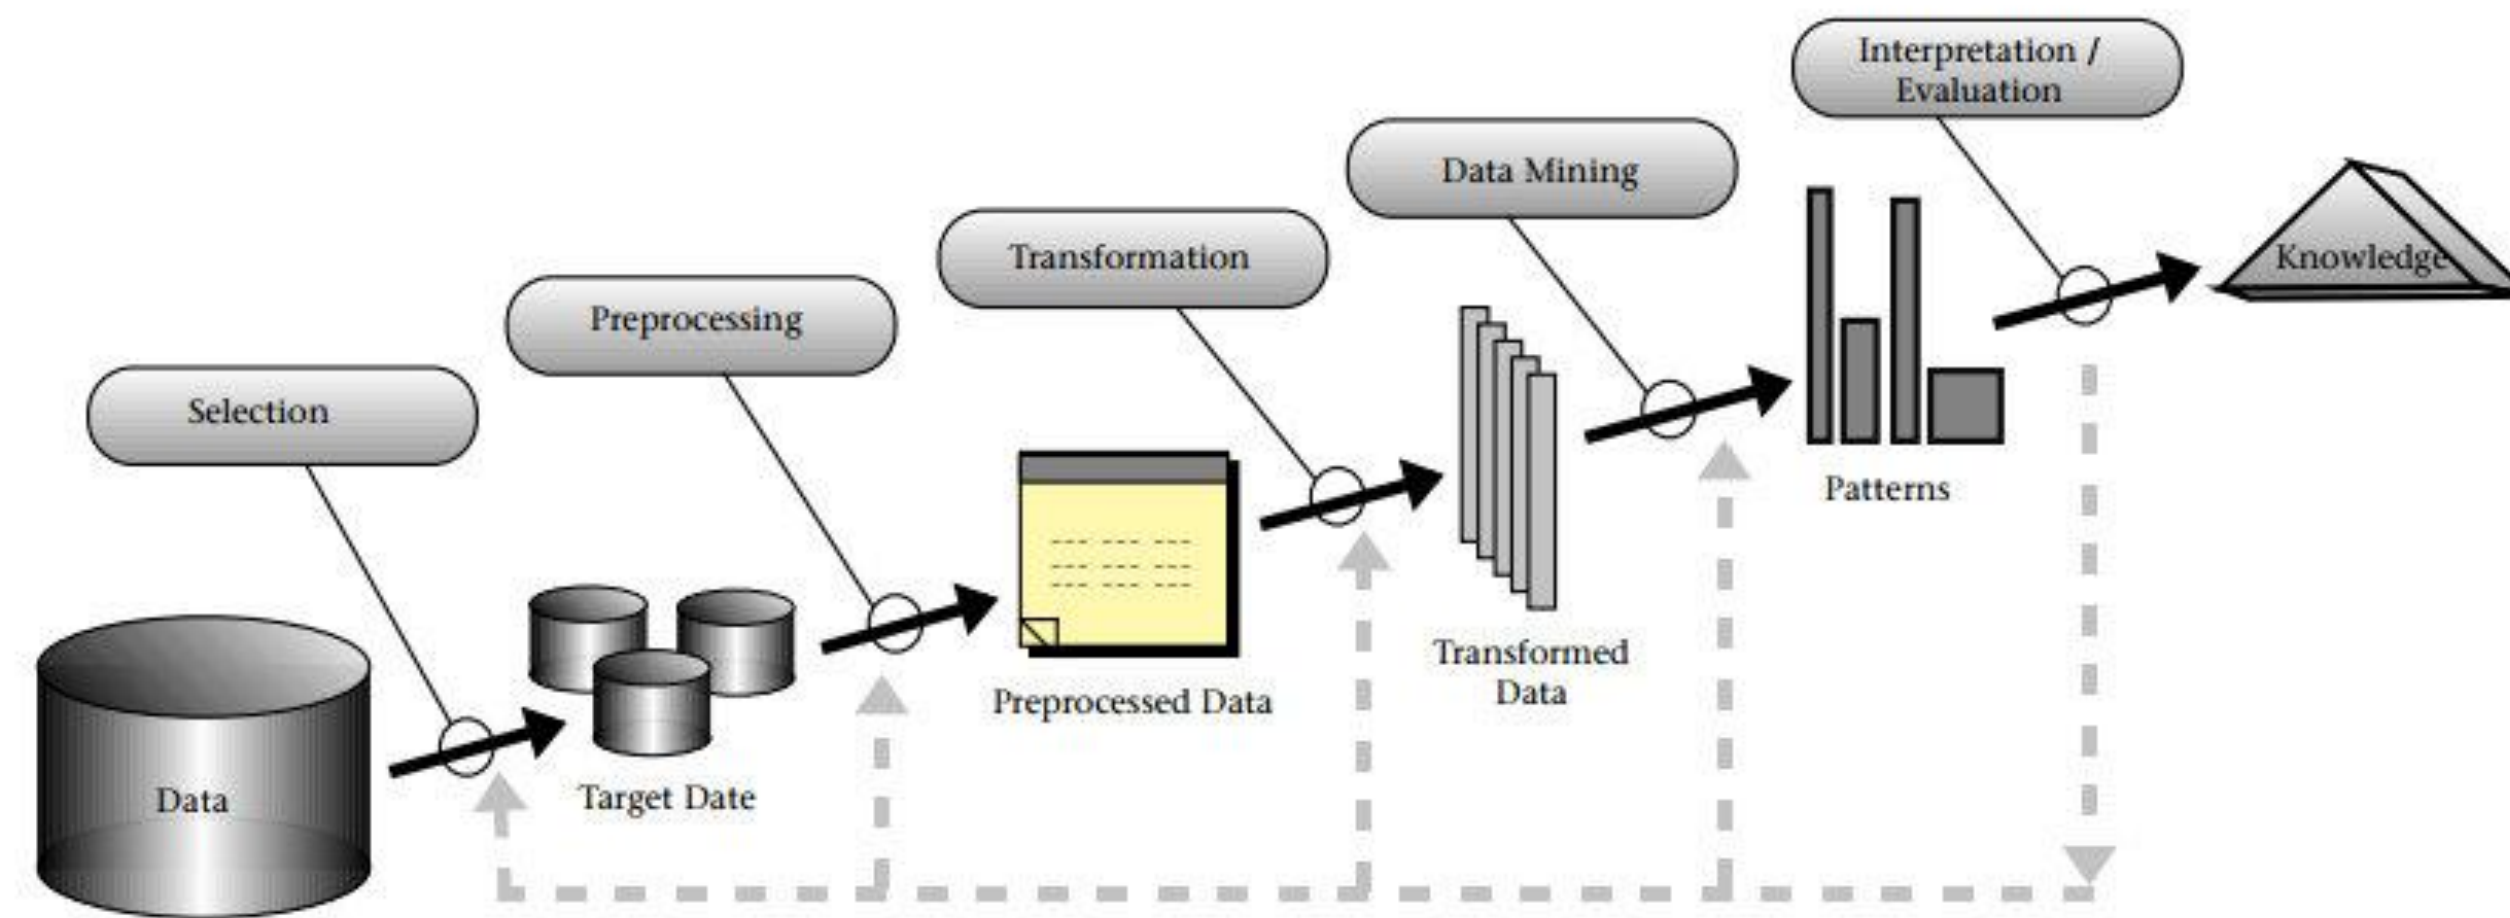 Interpretation /
Evaluation
Data Mining
Transformation
Knowledge
Preprocessing
Selection
Patterns
Transformed
Data
Preprocessed Data
Target Date
Data